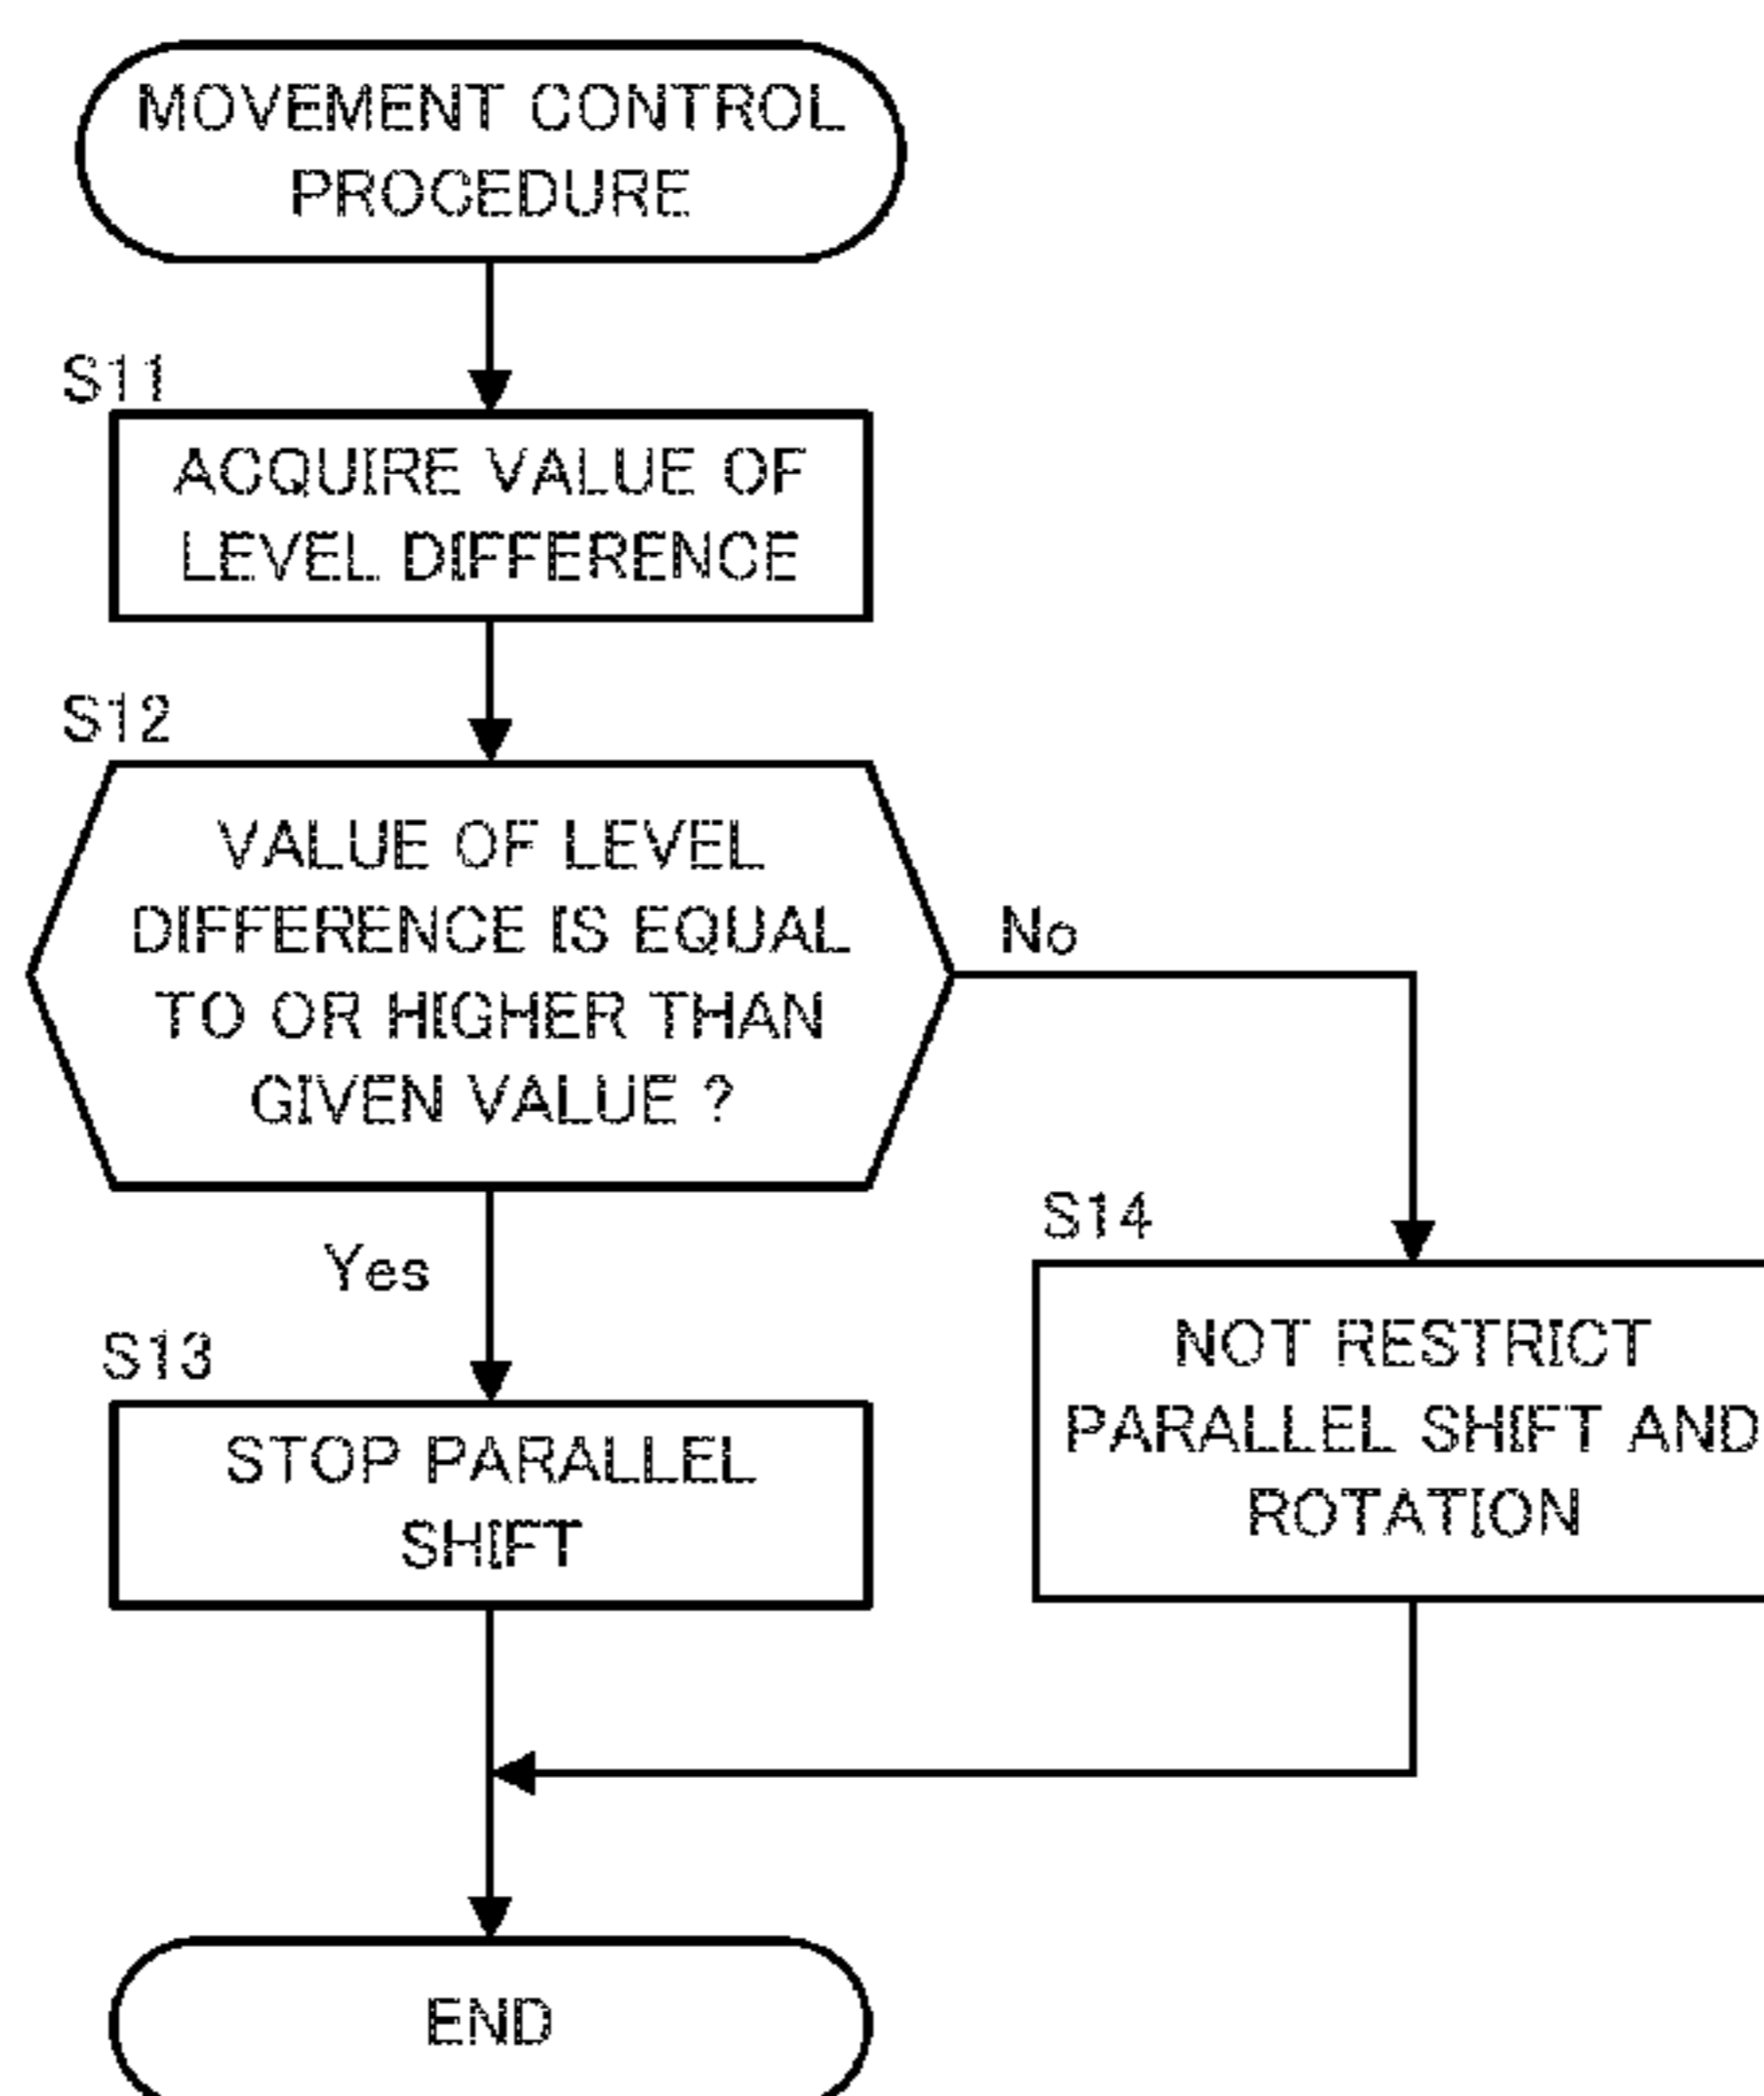 MOVEMENT CONTROL
PROCEDURE
S11
ACQUIRE VALUE OF
LEVEL DIFFERENCE
S12
VALUE OF LEVEL
DIFFERENCE IS EQUAL
TO OR HIGHER THAN
GIVEN VALUE ?
No
Yes
S14
NOT RESTRICT
PARALLEL SHIFT AND
ROTATION
S13
STOP PARALLEL
SHIFT
END